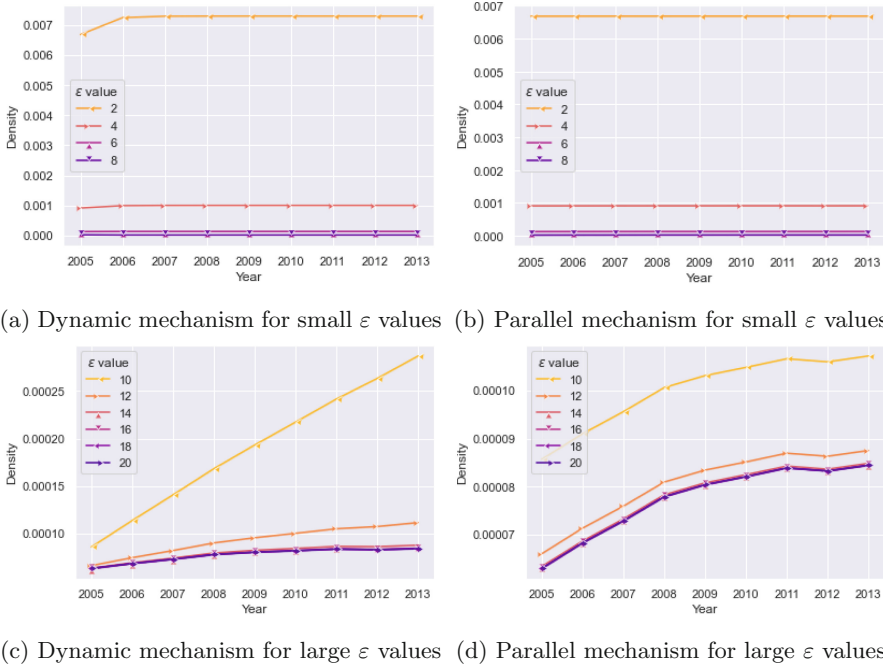 0.007
0.006
0.005
0.004
0.003
0.002
0.001
0.000
Density
ε value
2
4
6
8
2005 2006 2007 2008 2009 2010 2011 2012 2013
Year
(a) Dynamic mechanism for small ε values
0.007
0.006
0.005
0.004
0.003
0.002
0.001
0.000
Density
ε value
2
4
6
8
2005 2006 2007 2008 2009 2010 2011 2012 2013
Year
(b) Parallel mechanism for small ε values
0.00025
0.00020
0.00015
0.00010
Density
ε value
10
12
14
16
18
20
2005 2006 2007 2008 2009 2010 2011 2012 2013
Year
(c) Dynamic mechanism for large ε values
0.00010
0.00009
0.00008
0.00007
Density
ε value
10
12
14
16
18
20
2005 2006 2007 2008 2009 2010 2011 2012 2013
Year
(d) Parallel mechanism for large ε values